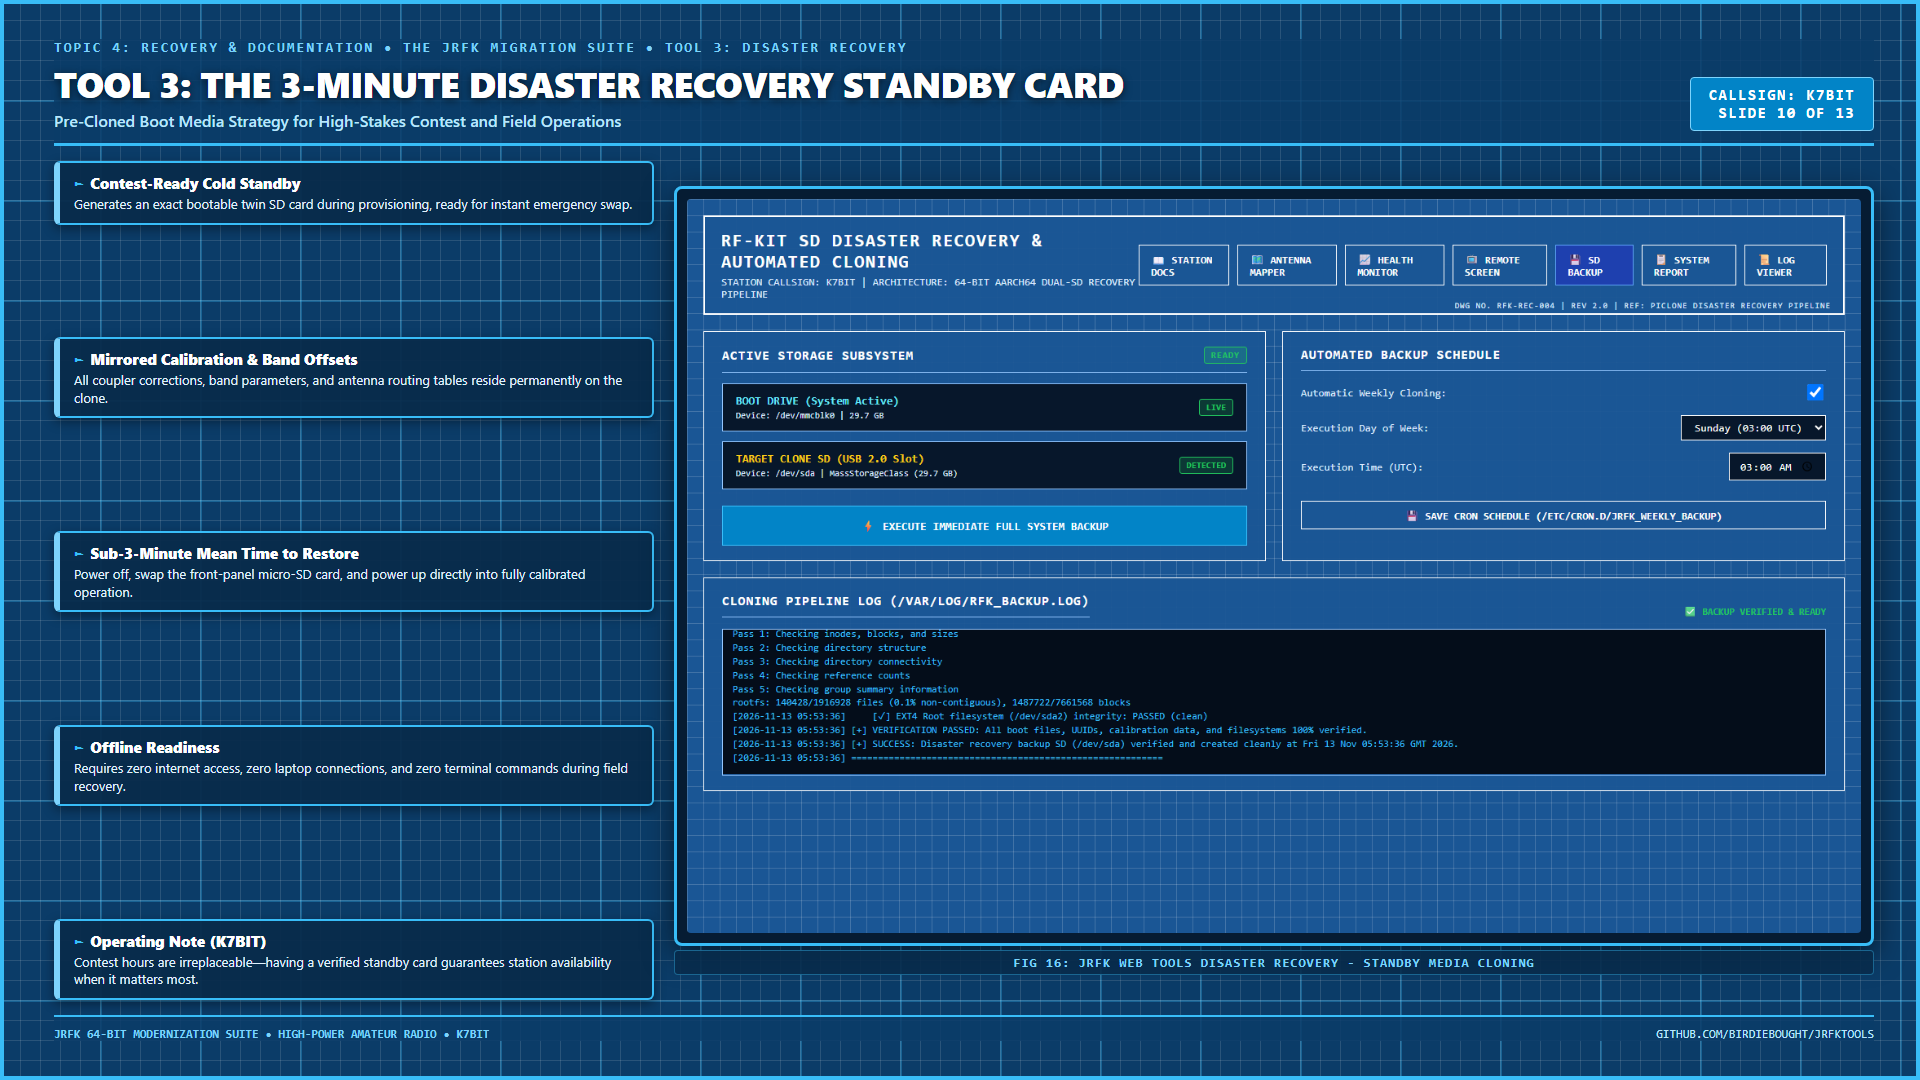 TOPIC 4: RECOVERY & DOCUMENTATION • THE JRFK MIGRATION SUITE • TOOL 3: DISASTER RECOVERY
TOOL 3: THE 3-MINUTE DISASTER RECOVERY STANDBY CARD
Pre-Cloned Boot Media Strategy for High-Stakes Contest and Field Operations
CALLSIGN: K7BIT
SLIDE 10 OF 13
► Contest-Ready Cold Standby
Generates an exact bootable twin SD card during provisioning, ready for instant emergency swap.
► Mirrored Calibration & Band Offsets
All coupler corrections, band parameters, and antenna routing tables reside permanently on the
clone.
► Sub-3-Minute Mean Time to Restore
Power off, swap the front-panel micro-SD card, and power up directly into fully calibrated
operation.
► Offline Readiness
Requires zero internet access, zero laptop connections, and zero terminal commands during field
recovery.
► Operating Note (K7BIT)
Contest hours are irreplaceable—having a verified standby card guarantees station availability
when it matters most.
RF-KIT SD DISASTER RECOVERY &
AUTOMATED CLONING
STATION CALLSIGN: K7BIT | ARCHITECTURE: 64-BIT AARCH64 DUAL-SD RECOVERY
PIPELINE
STATION
DOCS
ANTENNA
MAPPER
HEALTH
MONITOR
REMOTE
SCREEN
SD
BACKUP
SYSTEM
REPORT
LOG
VIEWER
DWG NO. RFK-REC-004 | REV 2.0 | REF: PICLONE DISASTER RECOVERY PIPELINE
ACTIVE STORAGE SUBSYSTEM
READY
BOOT DRIVE (System Active)
Device: /dev/mmcblk0 | 29.7 GB
LIVE
TARGET CLONE SD (USB 2.0 Slot)
Device: /dev/sda | MassStorageClass (29.7 GB)
DETECTED
EXECUTE IMMEDIATE FULL SYSTEM BACKUP
AUTOMATED BACKUP SCHEDULE
Automatic Weekly Cloning:
Execution Day of Week:
Sunday (03:00 UTC)
Execution Time (UTC):
03:00 AM
SAVE CRON SCHEDULE (/ETC/CRON.D/JRFK_WEEKLY_BACKUP)
CLONING PIPELINE LOG (/VAR/LOG/RFK_BACKUP.LOG)
BACKUP VERIFIED & READY
Pass 1: Checking inodes, blocks, and sizes
Pass 2: Checking directory structure
Pass 3: Checking directory connectivity
Pass 4: Checking reference counts
Pass 5: Checking group summary information
rootfs: 140428/1916928 files (0.1% non-contiguous), 1487722/7661568 blocks
[2026-11-13 05:53:36]     [✓] EXT4 Root filesystem (/dev/sda2) integrity: PASSED (clean)
[2026-11-13 05:53:36] [+] VERIFICATION PASSED: All boot files, UUIDs, calibration data, and filesystems 100% verified.
[2026-11-13 05:53:36] [+] SUCCESS: Disaster recovery backup SD (/dev/sda) verified and created cleanly at Fri 13 Nov 05:53:36 GMT 2026.
[2026-11-13 05:53:36] ==========================================================
FIG 16: JRFK WEB TOOLS DISASTER RECOVERY - STANDBY MEDIA CLONING
JRFK 64-BIT MODERNIZATION SUITE • HIGH-POWER AMATEUR RADIO • K7BIT
GITHUB.COM/BIRDIEBOUGHT/JRFKTOOLS